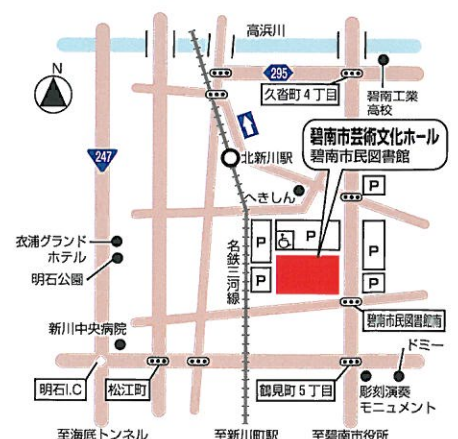 高浜川
N
295
久沓町4丁目
碧南工業
高校
碧南市芸術文化ホール
碧南市民図書館
247
北新川駅
へきしん
P
P
P
P
P
P
衣浦グランド
ホテル
明石公園
名鉄三河線
碧南市民図書館南
新川中央病院
ドミー
明石I.C
松江町
鶴見町5丁目
彫刻演奏
モニュメント
至海底トンネル
至新川町駅
至碧南市役所